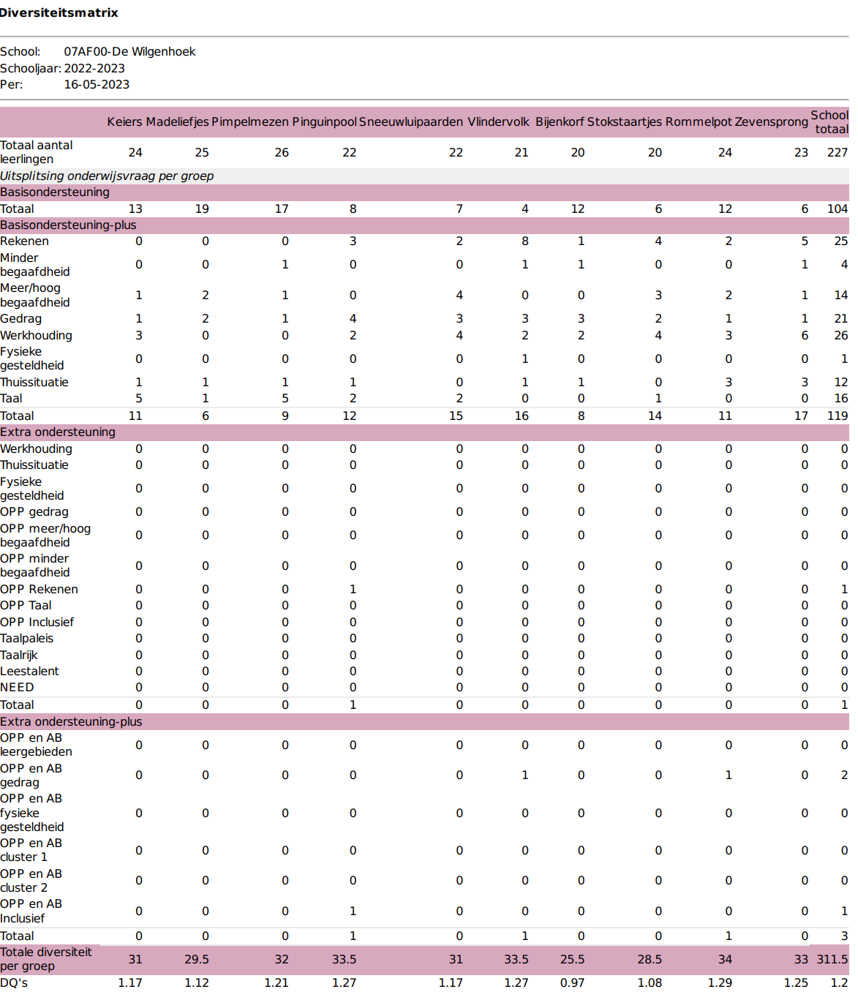 Diversiteitsmatrix
School: 07AF00-De Wilgenhoek
Schooljaar: 2022-2023
Per: 16-05-2023
Keiers Madeliefjes Pimpelmezen Pinguinpool Sneeuwluipaarden Vlindervolk Bijenkorf Stokstaartjes Rommelpot Zevensprong School
totaal
Totaal aantal
leerlingen 24 25 26 22 22 21 20 20 24 23 227
Uitsplitsing onderwijsvraag per groep
Basisondersteuning
Totaal 13 19 17 8 7 4 12 6 12 6 104
Basisondersteuning-plus
Rekenen 0 0 0 3 2 8 1 4 2 5 25
Minder
begaafdheid 0 0 1 0 0 1 1 0 0 1 4
Meer/hoog
begaafdheid 1 2 1 0 4 0 0 3 2 1 14
Gedrag 1 2 1 4 3 3 3 2 1 1 21
Werkhouding 3 0 0 2 4 2 2 4 3 6 26
Fysieke
gesteldheid 0 0 0 0 0 1 0 0 0 0 1
Thuissituatie 1 1 1 1 0 1 1 0 3 3 12
Taal 5 1 5 2 2 0 0 1 0 0 16
Totaal 11 6 9 12 15 16 8 14 11 17 119
Extra ondersteuning
Werkhouding 0 0 0 0 0 0 0 0 0 0 0
Thuissituatie 0 0 0 0 0 0 0 0 0 0 0
Fysieke
gesteldheid 0 0 0 0 0 0 0 0 0 0 0
OPP gedrag 0 0 0 0 0 0 0 0 0 0 0
OPP meer/hoog
begaafdheid 0 0 0 0 0 0 0 0 0 0 0
OPP minder
begaafdheid 0 0 0 0 0 0 0 0 0 0 0
OPP Rekenen 0 0 0 1 0 0 0 0 0 0 1
OPP Taal 0 0 0 0 0 0 0 0 0 0 0
OPP Inclusief 0 0 0 0 0 0 0 0 0 0 0
Taalpaleis 0 0 0 0 0 0 0 0 0 0 0
Taalrijk 0 0 0 0 0 0 0 0 0 0 0
Leestalent 0 0 0 0 0 0 0 0 0 0 0
NEED 0 0 0 0 0 0 0 0 0 0 0
Totaal 0 0 0 1 0 0 0 0 0 0 1
Extra ondersteuning-plus
OPP en AB
leergebieden 0 0 0 0 0 0 0 0 0 0 0
OPP en AB
gedrag 0 0 0 0 0 1 0 0 1 0 2
OPP en AB
fysieke
gesteldheid 0 0 0 0 0 0 0 0 0 0 0
OPP en AB
cluster 1 0 0 0 0 0 0 0 0 0 0 0
OPP en AB
cluster 2 0 0 0 0 0 0 0 0 0 0 0
OPP en AB
Inclusief 0 0 0 1 0 0 0 0 0 0 1
Totaal 0 0 0 1 0 1 0 0 1 0 3
Totale diversiteit
per groep 31 29.5 32 33.5 31 33.5 25.5 28.5 34 33 311.5
DQ's 1.17 1.12 1.21 1.27 1.17 1.27 0.97 1.08 1.29 1.25 1.2